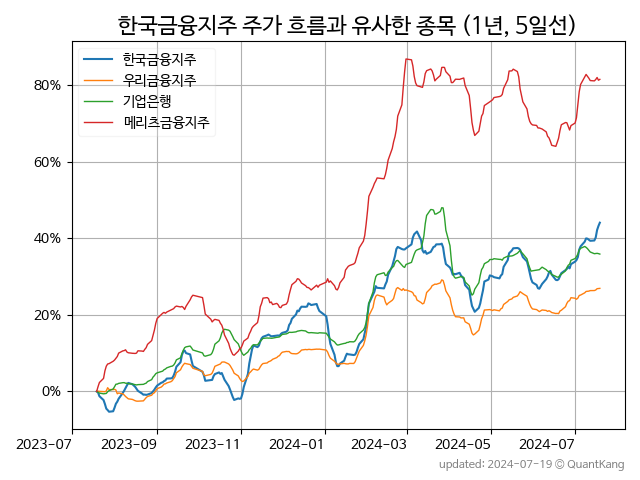 한국금융지주 주가 흐름과 유사한 종목 (1년, 5일선)
한국금융지주
우리금융지주
기업은행
메리츠금융지주
80%
60%
40%
20%
0%
2023-07 2023-09 2023-11 2024-01 2024-03 2024-05 2024-07
updated: 2024-07-19 © QuantKang